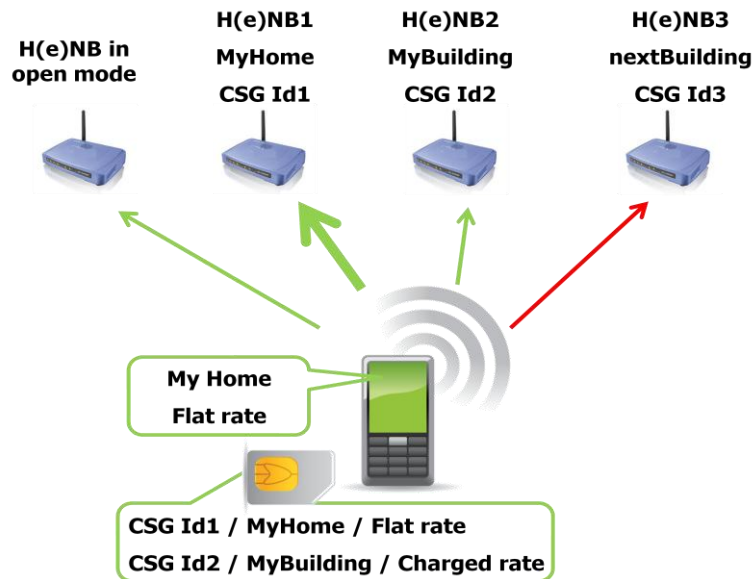 H(e)NB in
open mode
H(e)NB1
MyHome
CSG Id1
H(e)NB2
MyBuilding
CSG Id2
H(e)NB3
nextBuilding
CSG Id3
My Home
Flat rate
CSG Id1 / MyHome / Flat rate
CSG Id2 / MyBuilding / Charged rate